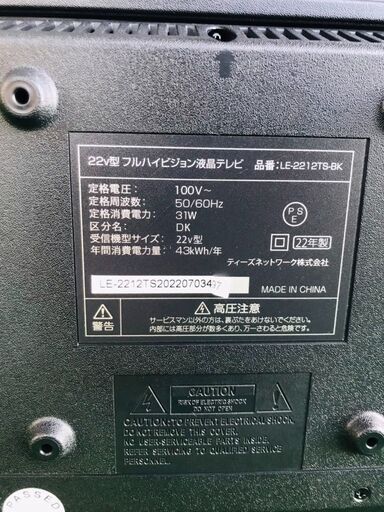 22v型 フルハイビジョン液晶テレビ 品番：LE-2212TS-BK
定格電圧： 100V～
定格周波数： 50/60Hz
定格消費電力： 31W
区分名： DK
受信機型サイズ： 22v型
年間消費電力量： 43kWh/年
PSE
22年製
ティーズネットワーク株式会社
LE-2212TS202207034
MADE IN CHINA
警告
高圧注意
サービスマン以外の方は、裏ぶたをあけないでください。
内部には高圧部分が数多くあり、万一さわると危険です。
CAUTION
RISK OF ELECTRIC SHOCK
DO NOT OPEN
CAUTION:TO PREVENT ELECTRICAL SHOCK,
DO NOT REMOVE THIS COVER.
NO USER-SERVICEABLE PARTS INSIDE.
REFER SERVICING TO QUALIFIED SERVICE
PERSONNEL.
PASSED